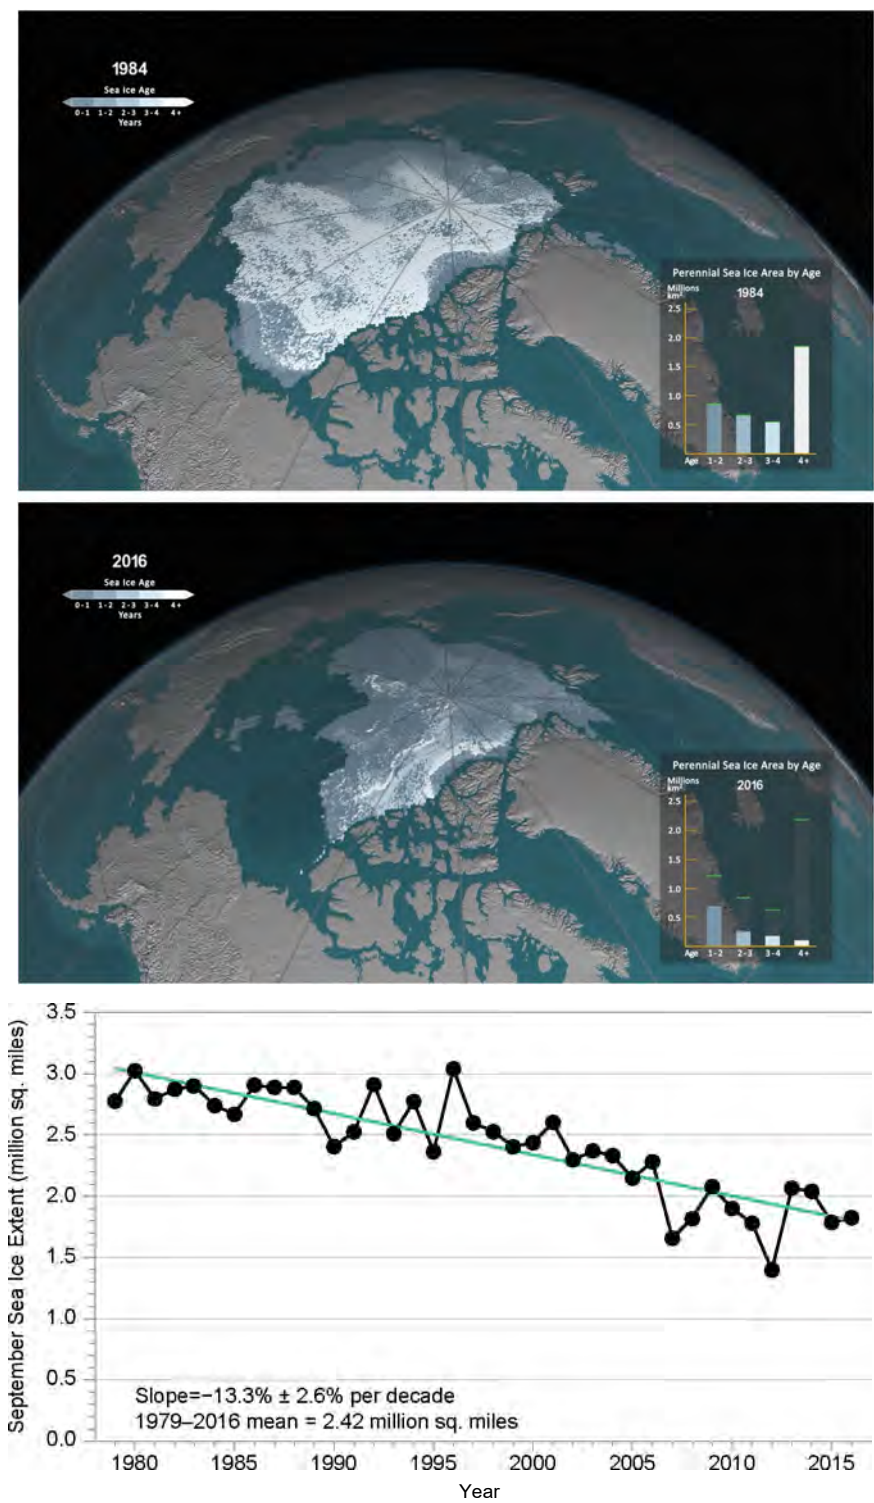 1984
Sea Ice Age
0-1 1-2 2-3 3-4 4+
Years
Perennial Sea Ice Area by Age
Millions
km²
1984
2.5
2.0
1.5
1.0
0.5
Age 1-2 2-3 3-4 4+
2016
Sea Ice Age
0-1 1-2 2-3 3-4 4+
Years
Perennial Sea Ice Area by Age
Millions
km²
2016
2.5
2.0
1.5
1.0
0.5
Age 1-2 2-3 3-4 4+
September Sea Ice Extent (million sq. miles)
3.5
3.0
2.5
2.0
1.5
1.0
0.5
0.0
Slope=−13.3% ± 2.6% per decade
1979–2016 mean = 2.42 million sq. miles
1980 1985 1990 1995 2000 2005 2010 2015
Year